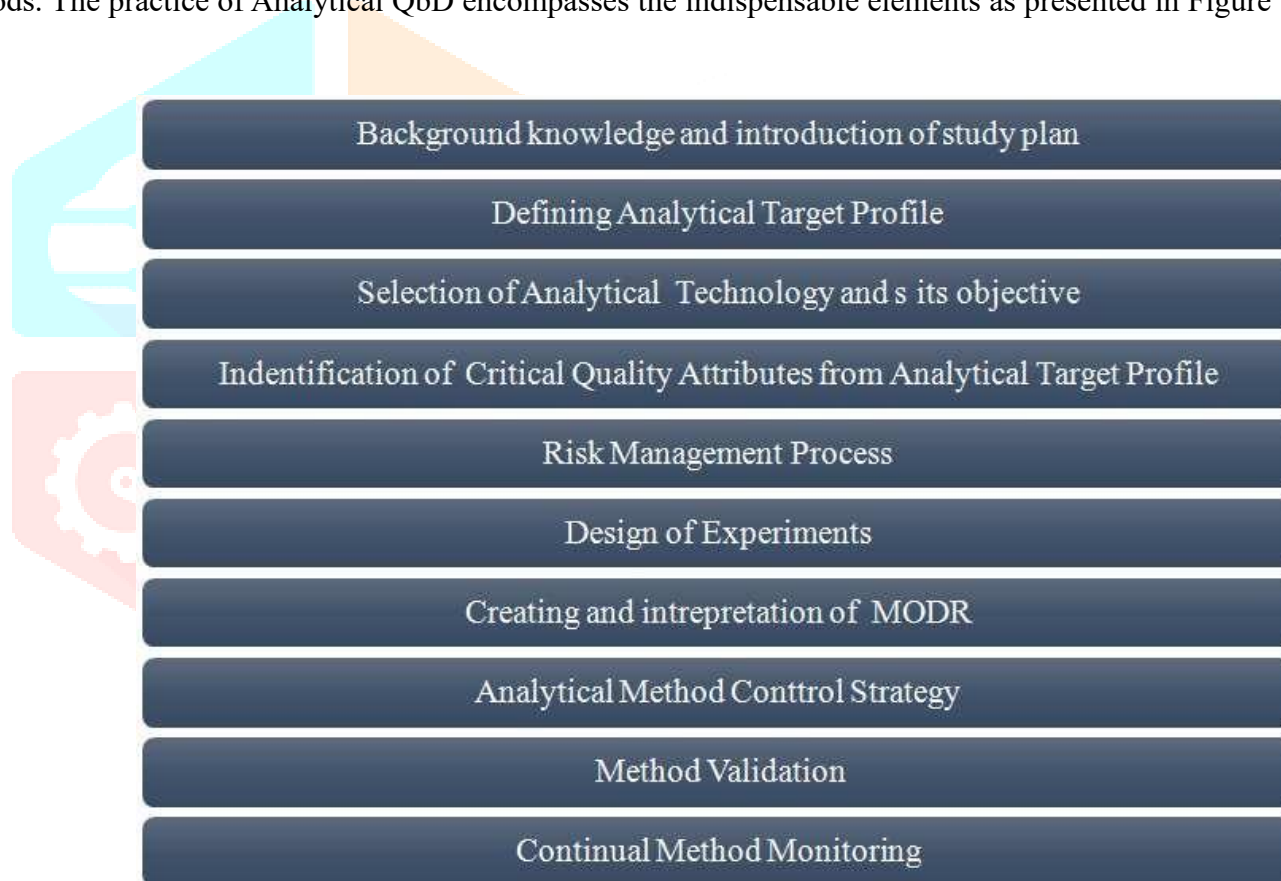 ods. The practice of Analytical QbD encompasses the indispensable elements as presented in Figure
Background knowledge and introduction of study plan
Defining Analytical Target Profile
Selection of Analytical Technology and s its objective
Indentification of Critical Quality Attributes from Analytical Target Profile
Risk Management Process
Design of Experiments
Creating and intrepretation of MODR
Analytical Method Conttrol Strategy
Method Validation
Continual Method Monitoring